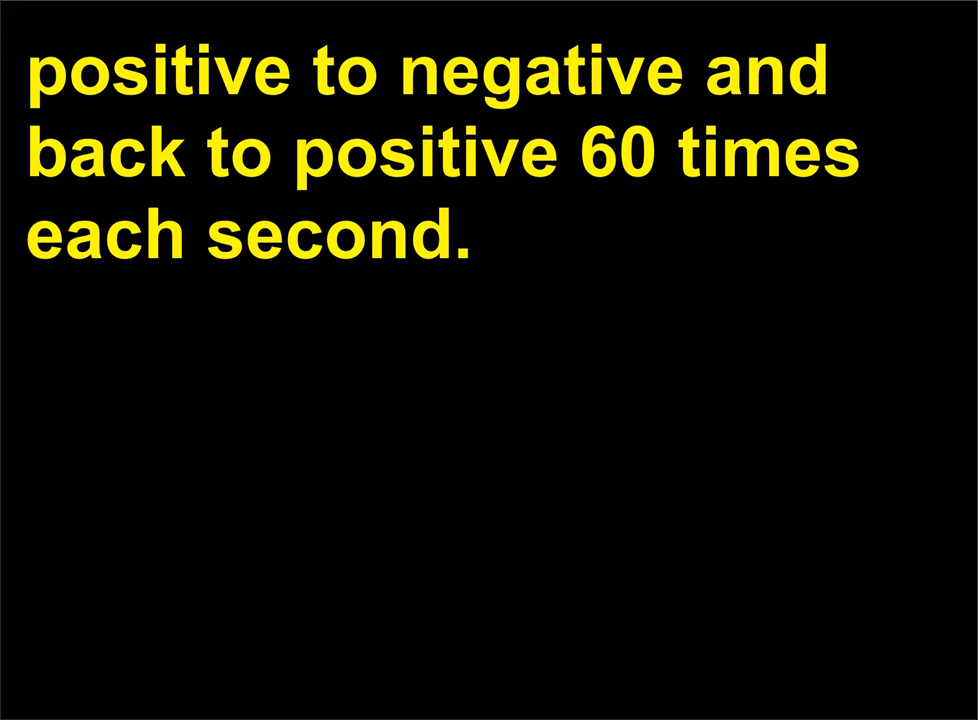 positive to negative and
back to positive 60 times
each second.